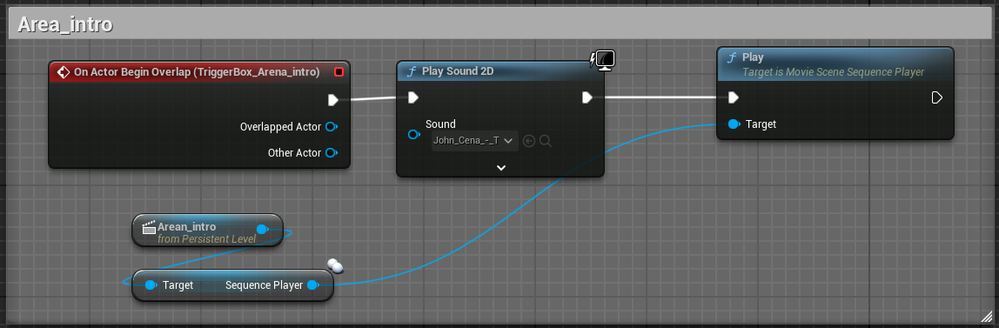 Area_intro
On Actor Begin Overlap (TriggerBox_Arena_intro)
Overlapped Actor
Other Actor
Play Sound 2D
Sound
John_Cena_-_T
Play
Target is Movie Scene Sequence Player
Target
Arean_intro
from Persistent Level
Target Sequence Player